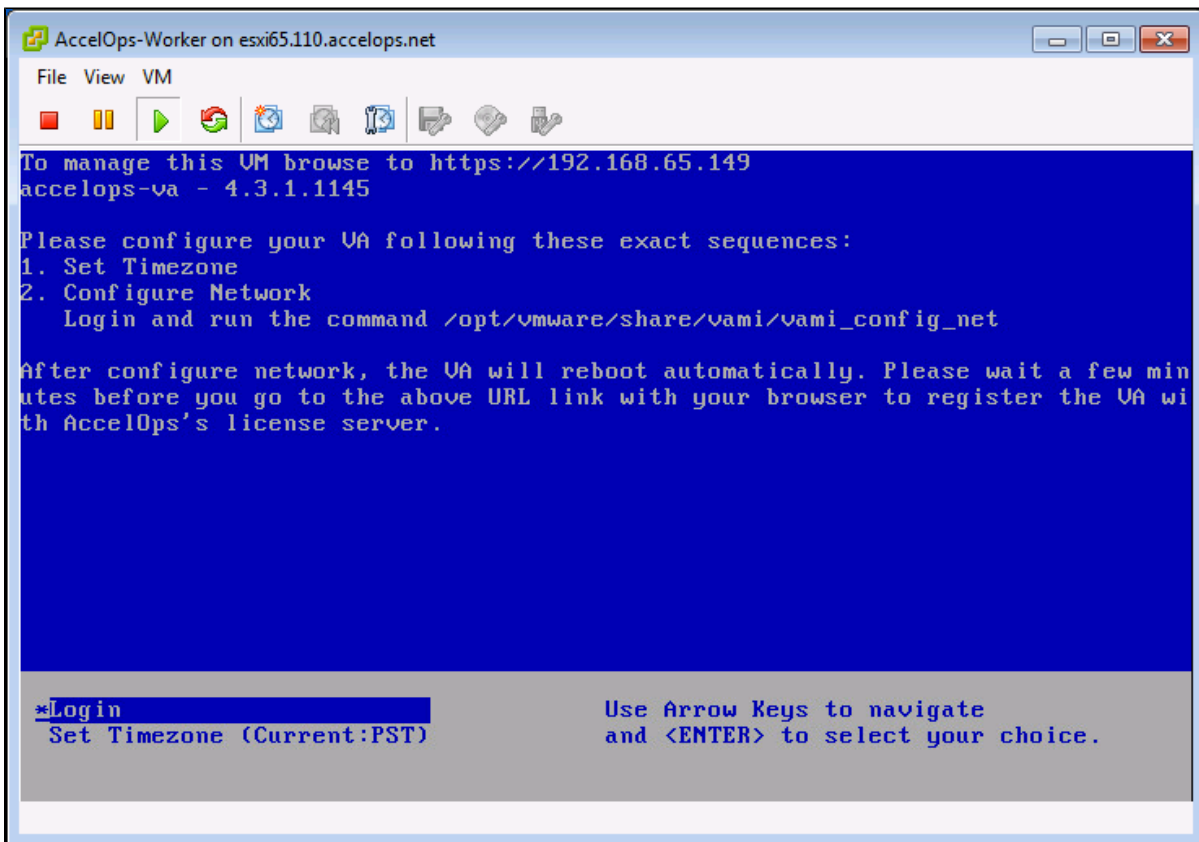 AccelOps-Worker on esxi65.110.accelops.net
File View VM
To manage this VM browse to https://192.168.65.149
accelops-va - 4.3.1.1145
Please configure your VA following these exact sequences:
1. Set Timezone
2. Configure Network
Login and run the command /opt/vmware/share/vami/vami_config_net
After configure network, the VA will reboot automatically. Please wait a few min
utes before you go to the above URL link with your browser to register the VA wi
th AccelOps's license server.
*Login
Use Arrow Keys to navigate
Set Timezone (Current:PST)
and <ENTER> to select your choice.